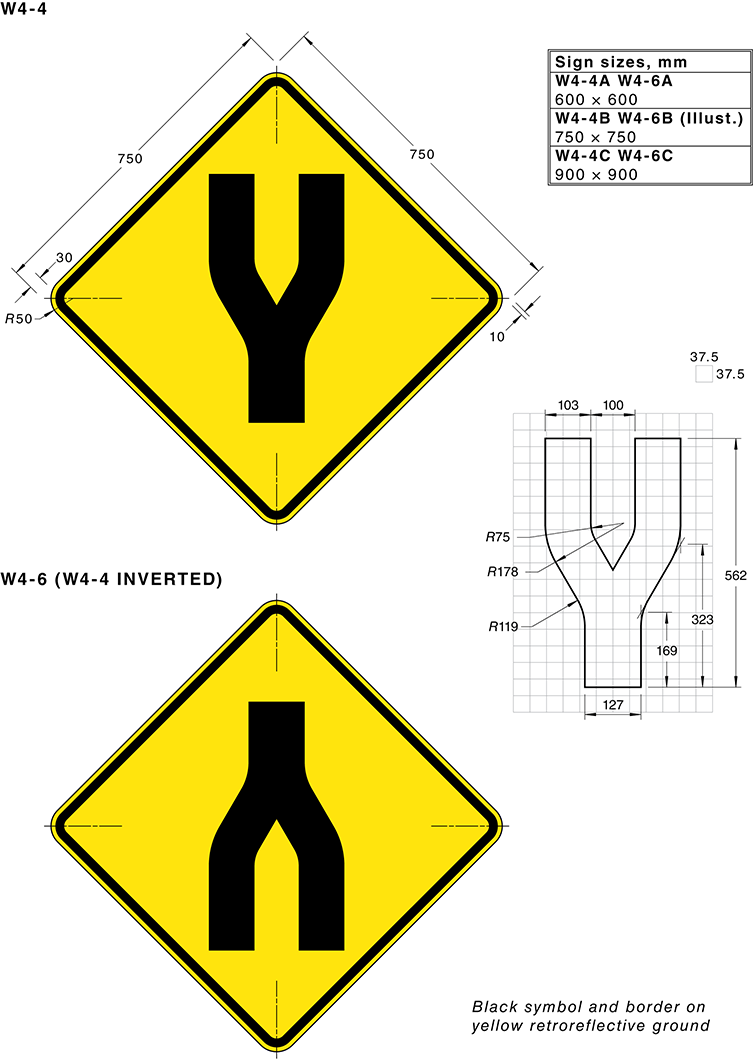 W4-4
Sign sizes, mm
W4-4A W4-6A
600 × 600
W4-4B W4-6B (Illust.)
750 × 750
W4-4C W4-6C
900 × 900
750
750
30
R50
10
37.5
37.5
103
100
R75
R178
R119
562
323
169
127
W4-6 (W4-4 INVERTED)
Black symbol and border on
yellow retroreflective ground